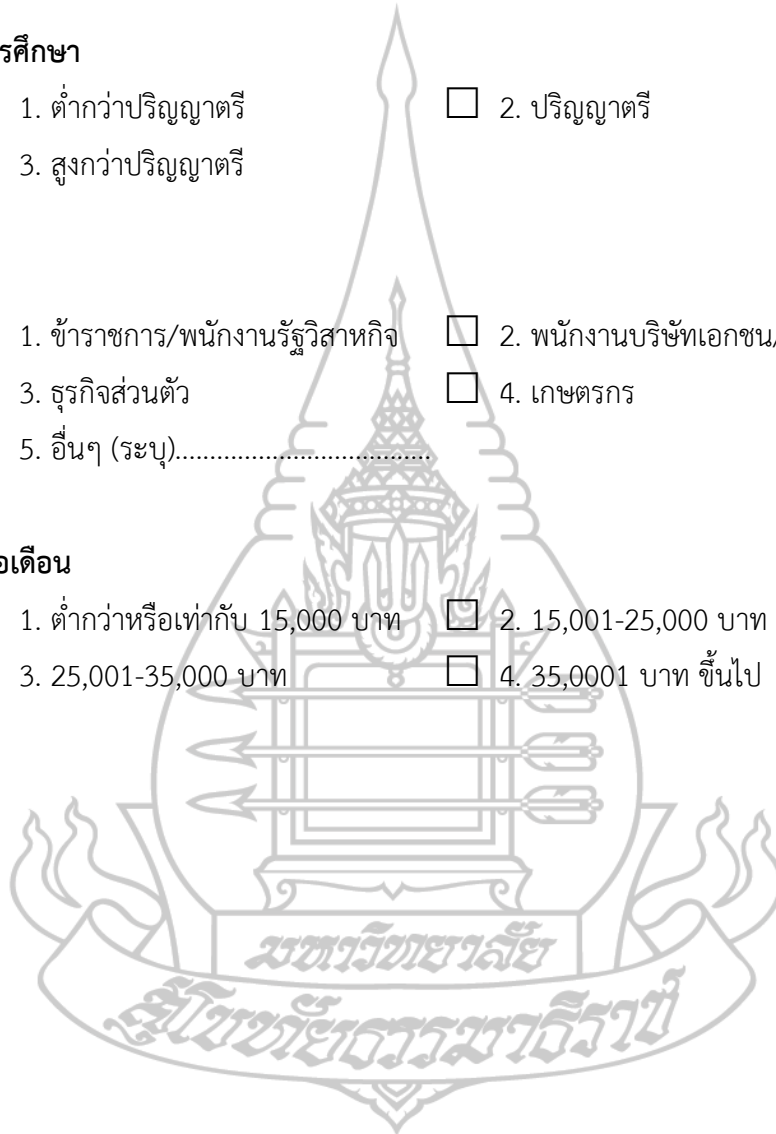 รศึกษา
1. ต่ำกว่าปริญญาตรี ☐ 2. ปริญญาตรี
3. สูงกว่าปริญญาตรี
1. ข้าราชการ/พนักงานรัฐวิสาหกิจ ☐ 2. พนักงานบริษัทเอกชน/
3. ธุรกิจส่วนตัว ☐ 4. เกษตรกร
5. อื่นๆ (ระบุ).....................................
อเดือน
1. ต่ำกว่าหรือเท่ากับ 15,000 บาท ☐ 2. 15,001-25,000 บาท
3. 25,001-35,000 บาท ☐ 4. 35,0001 บาท ขึ้นไป
มหาวิทยาลัย
สุโขทัยธรรมาธิราช